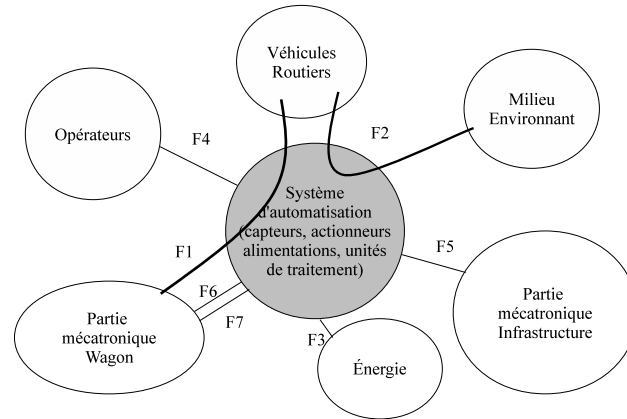 Véhicules
Routiers
Milieu
Environnant
Opérateurs
F4
F2
Système
d'automatisation
(capteurs, actionneurs
alimentations, unités
de traitement)
F1
F5
F6
F7
F3
Partie
mécatronique
Wagon
Énergie
Partie
mécatronique
Infrastructure